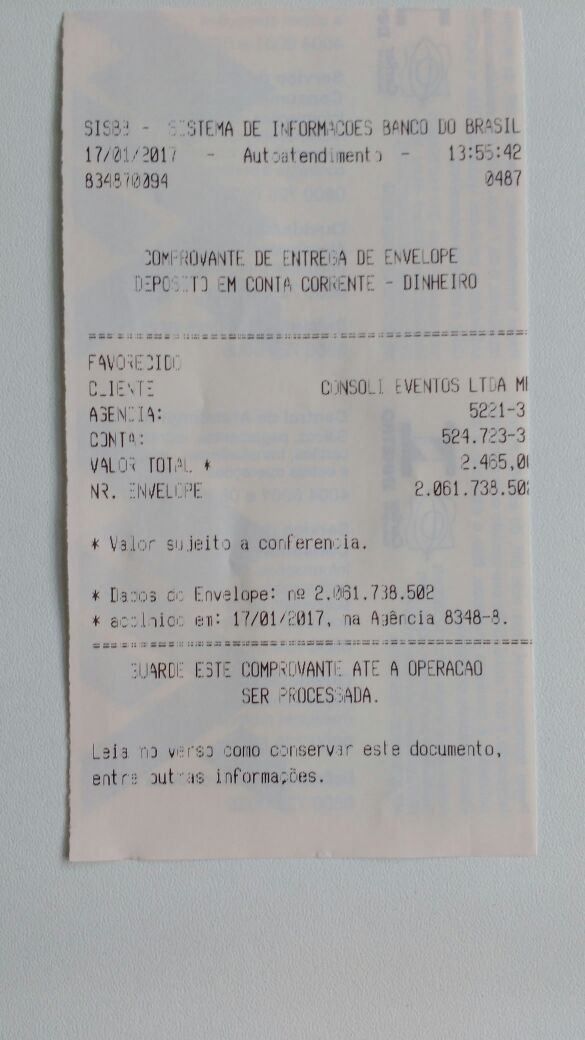 SISBB - SISTEMA DE INFORMACOES BANCO DO BRASIL
17/01/2017 - Autoatendimento - 13:55:42
834870094 0487
COMPROVANTE DE ENTREGA DE ENVELOPE
DEPOSITO EM CONTA CORRENTE - DINHEIRO
FAVORECIDO
CLIENTE CONSOLI EVENTOS LTDA ME
AGENCIA: 5221-3
CONTA: 524.723-3
VALOR TOTAL * 2.465,00
NR. ENVELOPE 2.061.738.502
* Valor sujeito a conferencia.
* Dados do Envelope: nº 2.061.738.502
* acolhido em: 17/01/2017, na Agência 8348-8.
GUARDE ESTE COMPROVANTE ATE A OPERACAO
SER PROCESSADA.
Leia no verso como conservar este documento,
entre outras informações.